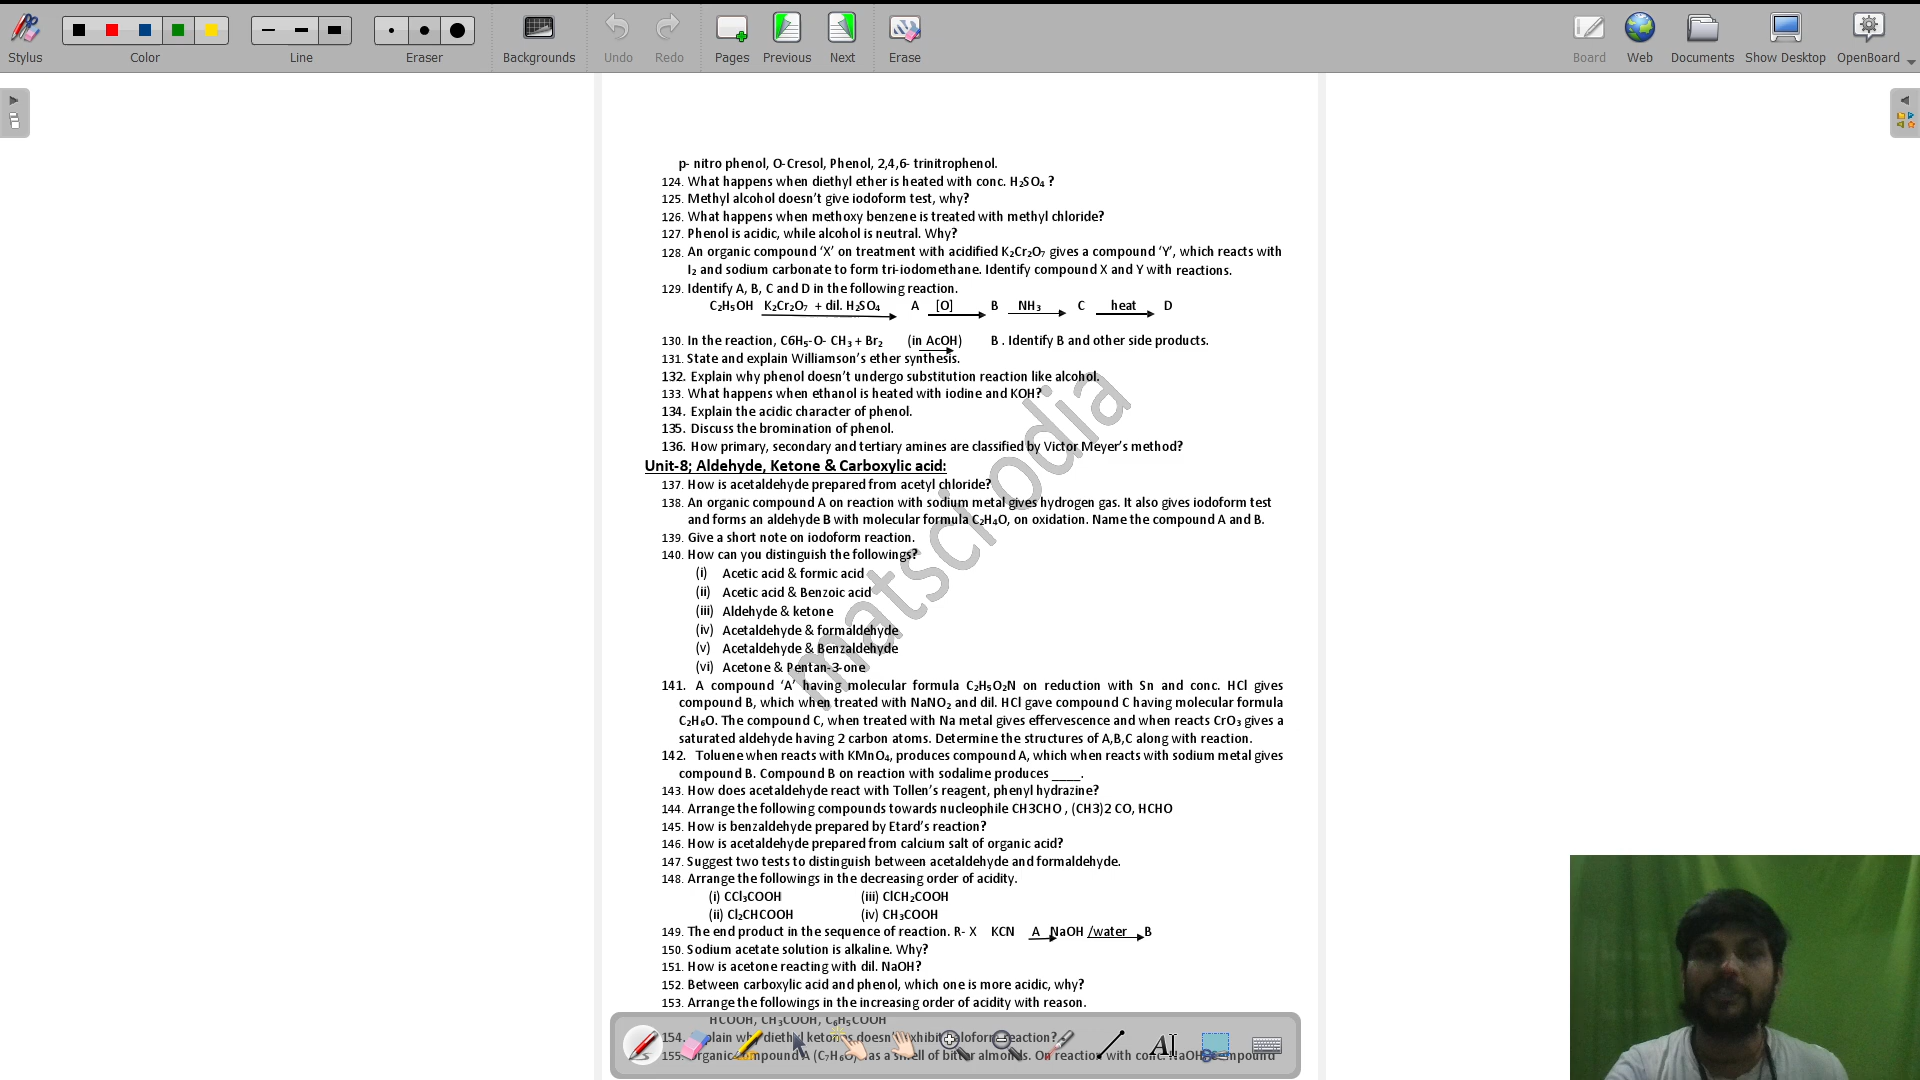 Stylus
Color
Line
Eraser
Backgrounds
Undo
Redo
Pages
Previous
Next
Erase
Board
Web
Documents
Show Desktop
OpenBoard
p- nitro phenol, O-Cresol, Phenol, 2,4,6- trinitrophenol.
124. What happens when diethyl ether is heated with conc. H₂SO₄ ?
125. Methyl alcohol doesn't give iodoform test, why?
126. What happens when methoxy benzene is treated with methyl chloride?
127. Phenol is acidic, while alcohol is neutral. Why?
128. An organic compound 'X' on treatment with acidified K₂Cr₂O₇ gives a compound 'Y', which reacts with
I₂ and sodium carbonate to form tri-iodomethane. Identify compound X and Y with reactions.
129. Identify A, B, C and D in the following reaction.
C₂H₅OH K₂Cr₂O₇ + dil. H₂SO₄ A [O] B NH₃ C heat D
130. In the reaction, C6H₅-O- CH₃ + Br₂ (in AcOH) B . Identify B and other side products.
131. State and explain Williamson's ether synthesis.
132. Explain why phenol doesn't undergo substitution reaction like alcohol.
133. What happens when ethanol is heated with iodine and KOH?
134. Explain the acidic character of phenol.
135. Discuss the bromination of phenol.
136. How primary, secondary and tertiary amines are classified by Victor Meyer's method?
Unit-8; Aldehyde, Ketone & Carboxylic acid:
137. How is acetaldehyde prepared from acetyl chloride?
138. An organic compound A on reaction with sodium metal gives hydrogen gas. It also gives iodoform test
and forms an aldehyde B with molecular formula C₂H₄O, on oxidation. Name the compound A and B.
139. Give a short note on iodoform reaction.
140. How can you distinguish the followings?
(i) Acetic acid & formic acid
(ii) Acetic acid & Benzoic acid
(iii) Aldehyde & ketone
(iv) Acetaldehyde & formaldehyde
(v) Acetaldehyde & Benzaldehyde
(vi) Acetone & Pentan-3-one
141. A compound 'A' having molecular formula C₂H₅O₂N on reduction with Sn and conc. HCl gives
compound B, which when treated with NaNO₂ and dil. HCl gave compound C having molecular formula
C₂H₆O. The compound C, when treated with Na metal gives effervescence and when reacts CrO₃ gives a
saturated aldehyde having 2 carbon atoms. Determine the structures of A,B,C along with reaction.
142. Toluene when reacts with KMnO₄, produces compound A, which when reacts with sodium metal gives
compound B. Compound B on reaction with sodalime produces ____.
143. How does acetaldehyde react with Tollen's reagent, phenyl hydrazine?
144. Arrange the following compounds towards nucleophile CH3CHO , (CH3)2 CO, HCHO
145. How is benzaldehyde prepared by Etard's reaction?
146. How is acetaldehyde prepared from calcium salt of organic acid?
147. Suggest two tests to distinguish between acetaldehyde and formaldehyde.
148. Arrange the followings in the decreasing order of acidity.
(i) CCl₃COOH (iii) ClCH₂COOH
(ii) Cl₂CHCOOH (iv) CH₃COOH
149. The end product in the sequence of reaction. R- X KCN A NaOH /water B
150. Sodium acetate solution is alkaline. Why?
151. How is acetone reacting with dil. NaOH?
152. Between carboxylic acid and phenol, which one is more acidic, why?
153. Arrange the followings in the increasing order of acidity with reason.
HCOOH, CH₃COOH, C₆H₅COOH
154. why diethyl doesn't reaction?
155. compound A (C₇H₆O) has a smell of almonds. On reaction with conc. NaOH,
matsci odia